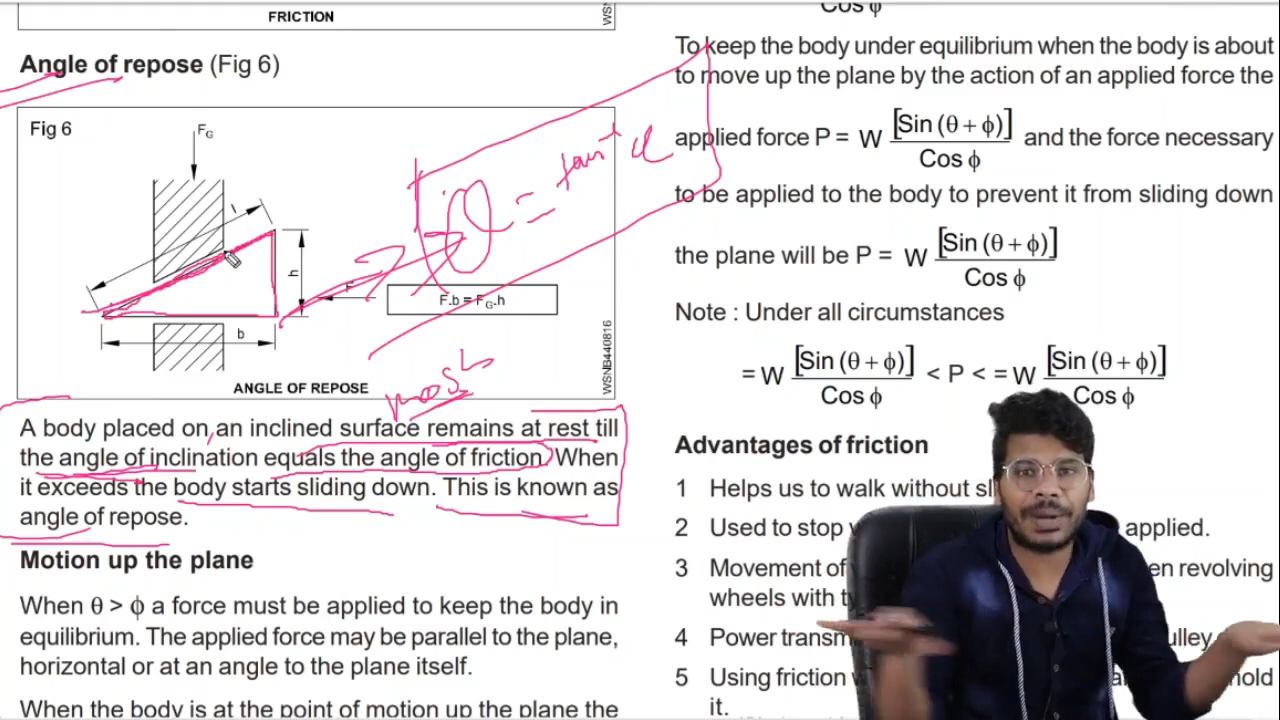 FRICTION
WSN
Angle of repose (Fig 6)
Fig 6
FG
l
h
F
F.b = FG.h
b
WSNB440816
ANGLE OF REPOSE
θ = tan⁻¹
A body placed on an inclined surface remains at rest till
the angle of inclination equals the angle of friction. When
it exceeds the body starts sliding down. This is known as
angle of repose.
Motion up the plane
When θ > ϕ a force must be applied to keep the body in
equilibrium. The applied force may be parallel to the plane,
horizontal or at an angle to the plane itself.
When the body is at the point of motion up the plane the
Cos ϕ
To keep the body under equilibrium when the body is about
to move up the plane by the action of an applied force the
applied force P = W [Sin (θ + ϕ)] / Cos ϕ and the force necessary
to be applied to the body to prevent it from sliding down
the plane will be P = W [Sin (θ + ϕ)] / Cos ϕ
Note : Under all circumstances
= W [Sin (θ + ϕ)] / Cos ϕ < P < = W [Sin (θ + ϕ)] / Cos ϕ
Advantages of friction
1 Helps us to walk without sl
2 Used to stop applied.
3 Movement of en revolving
wheels with
4 Power transm ulley
5 Using friction hold
it.